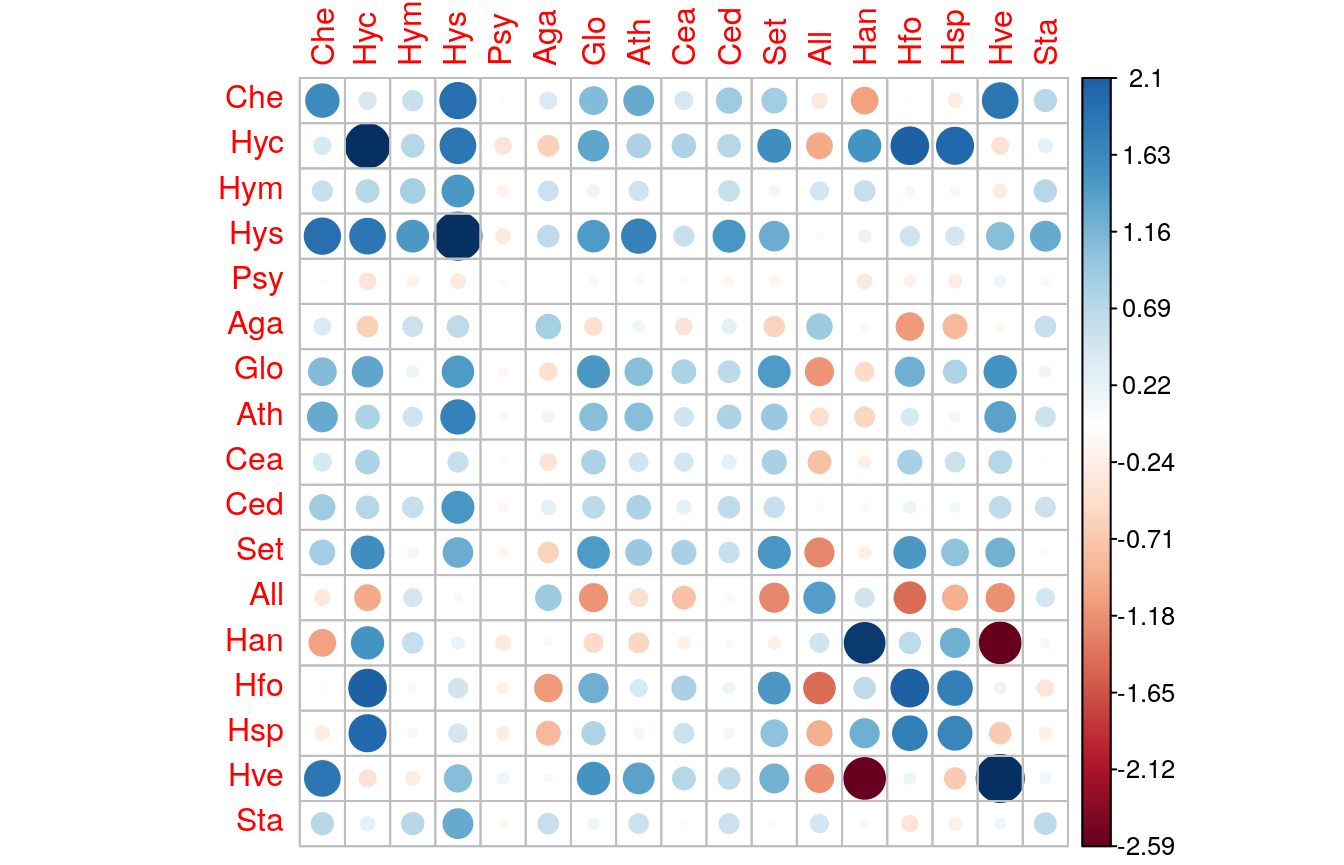 Che Hyc Hym Hys Psy Aga Glo Ath Cea Ced Set All Han Hfo Hsp Hve Sta
Che
Hyc
Hym
Hys
Psy
Aga
Glo
Ath
Cea
Ced
Set
All
Han
Hfo
Hsp
Hve
Sta
2.1
1.63
1.16
0.69
0.22
-0.24
-0.71
-1.18
-1.65
-2.12
-2.59